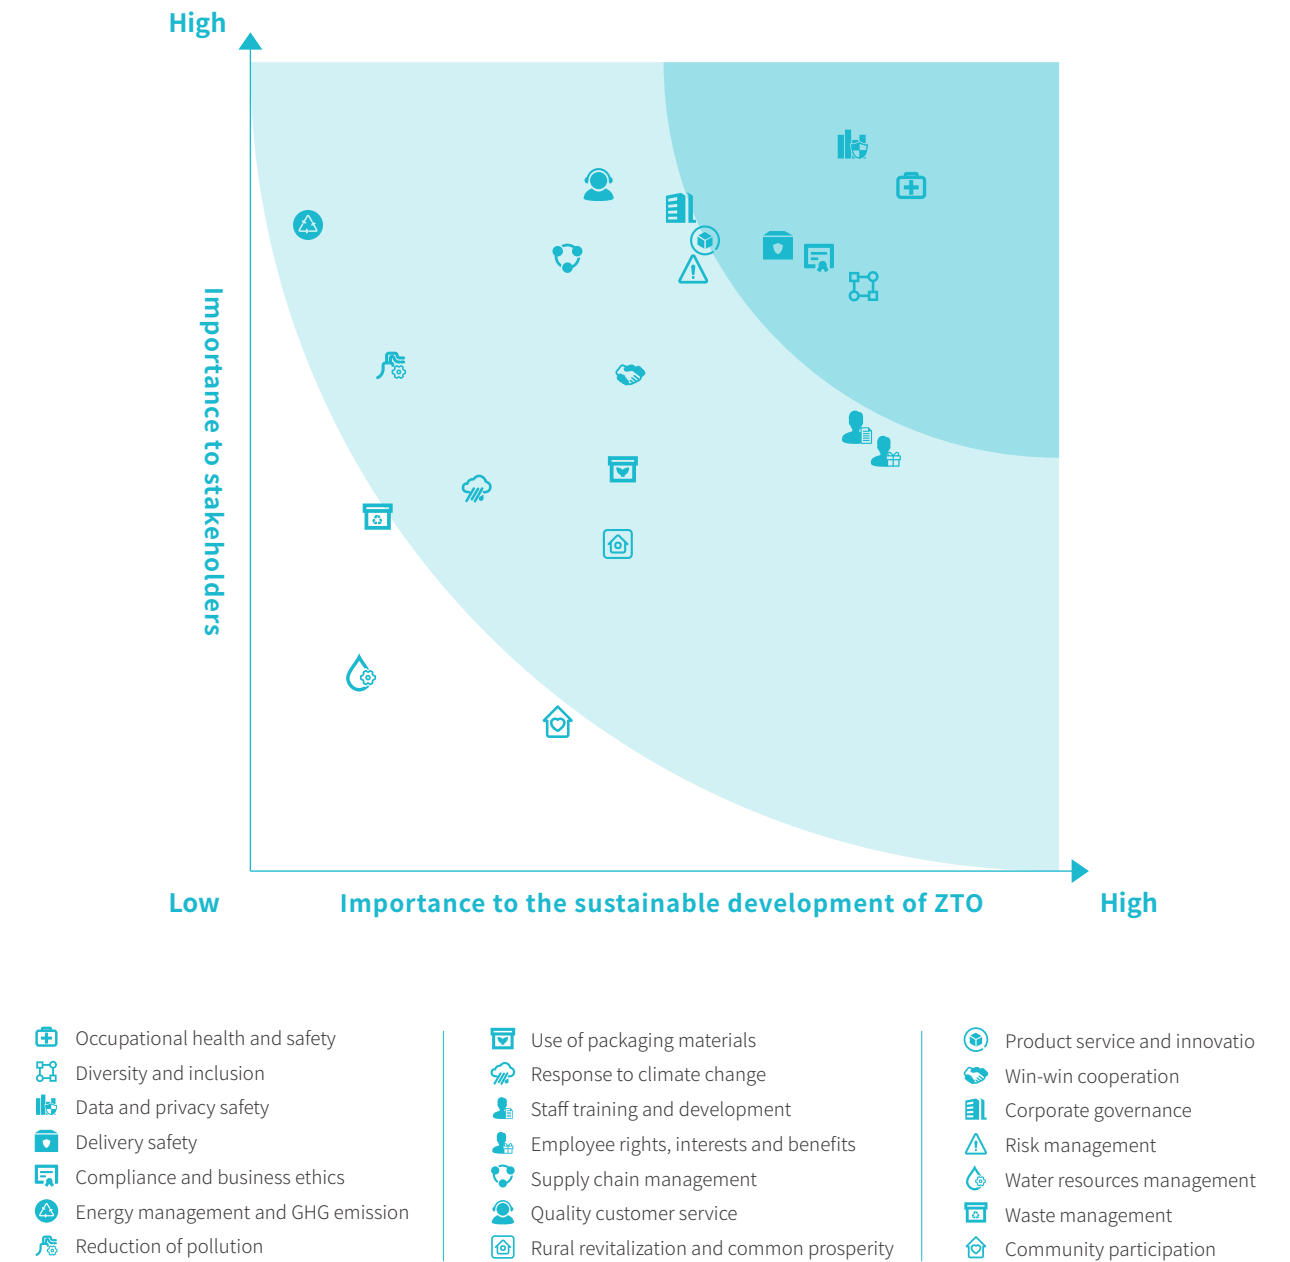 High
Importance to stakeholders
Low
Importance to the sustainable development of ZTO
High
Occupational health and safety
Diversity and inclusion
Data and privacy safety
Delivery safety
Compliance and business ethics
Energy management and GHG emission
Reduction of pollution
Use of packaging materials
Response to climate change
Staff training and development
Employee rights, interests and benefits
Supply chain management
Quality customer service
Rural revitalization and common prosperity
Product service and innovatio
Win-win cooperation
Corporate governance
Risk management
Water resources management
Waste management
Community participation